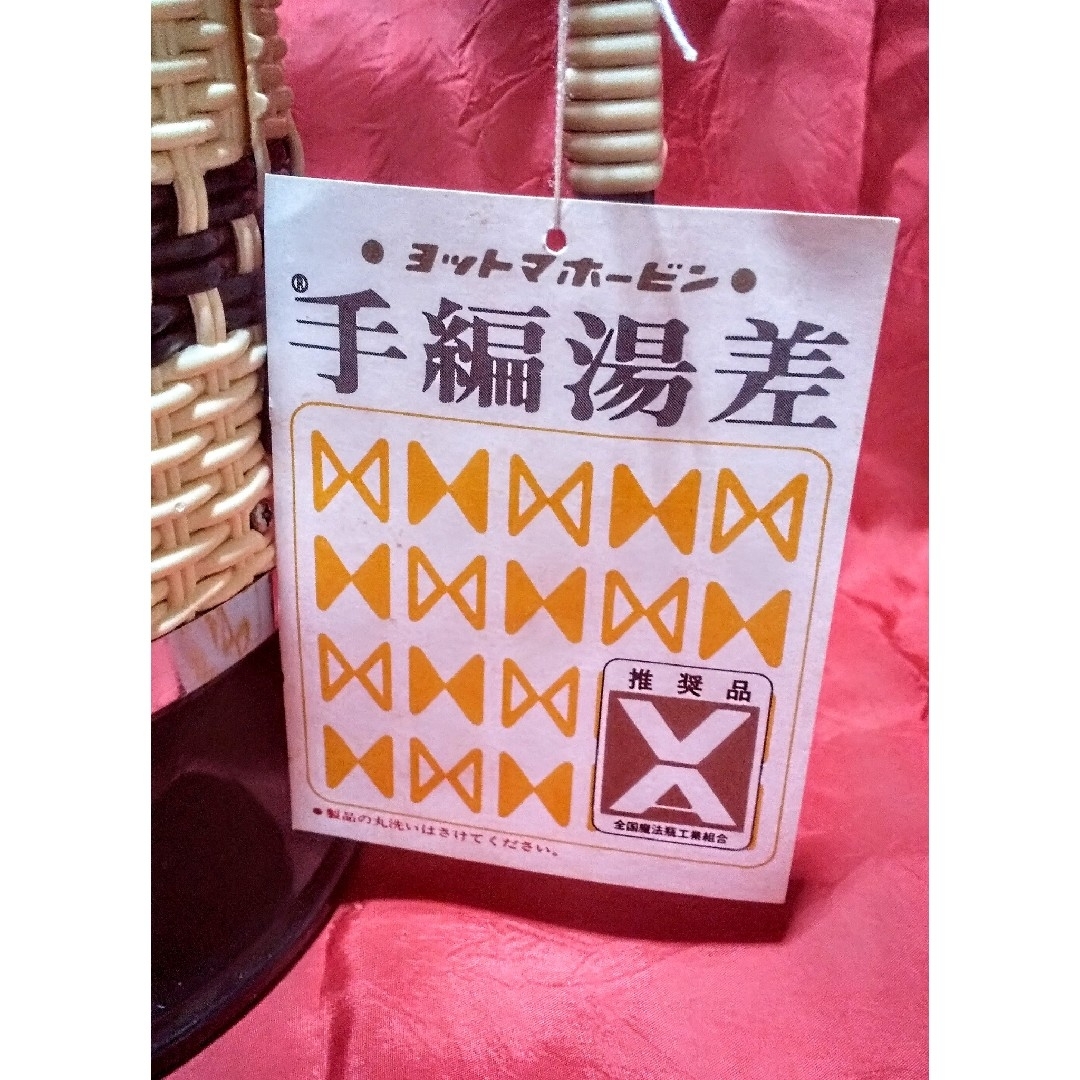 ● ヨットマホービン ●
® 手編湯差
推奨品
VA
全国魔法瓶工業組合
●製品の丸洗いはさけてください。